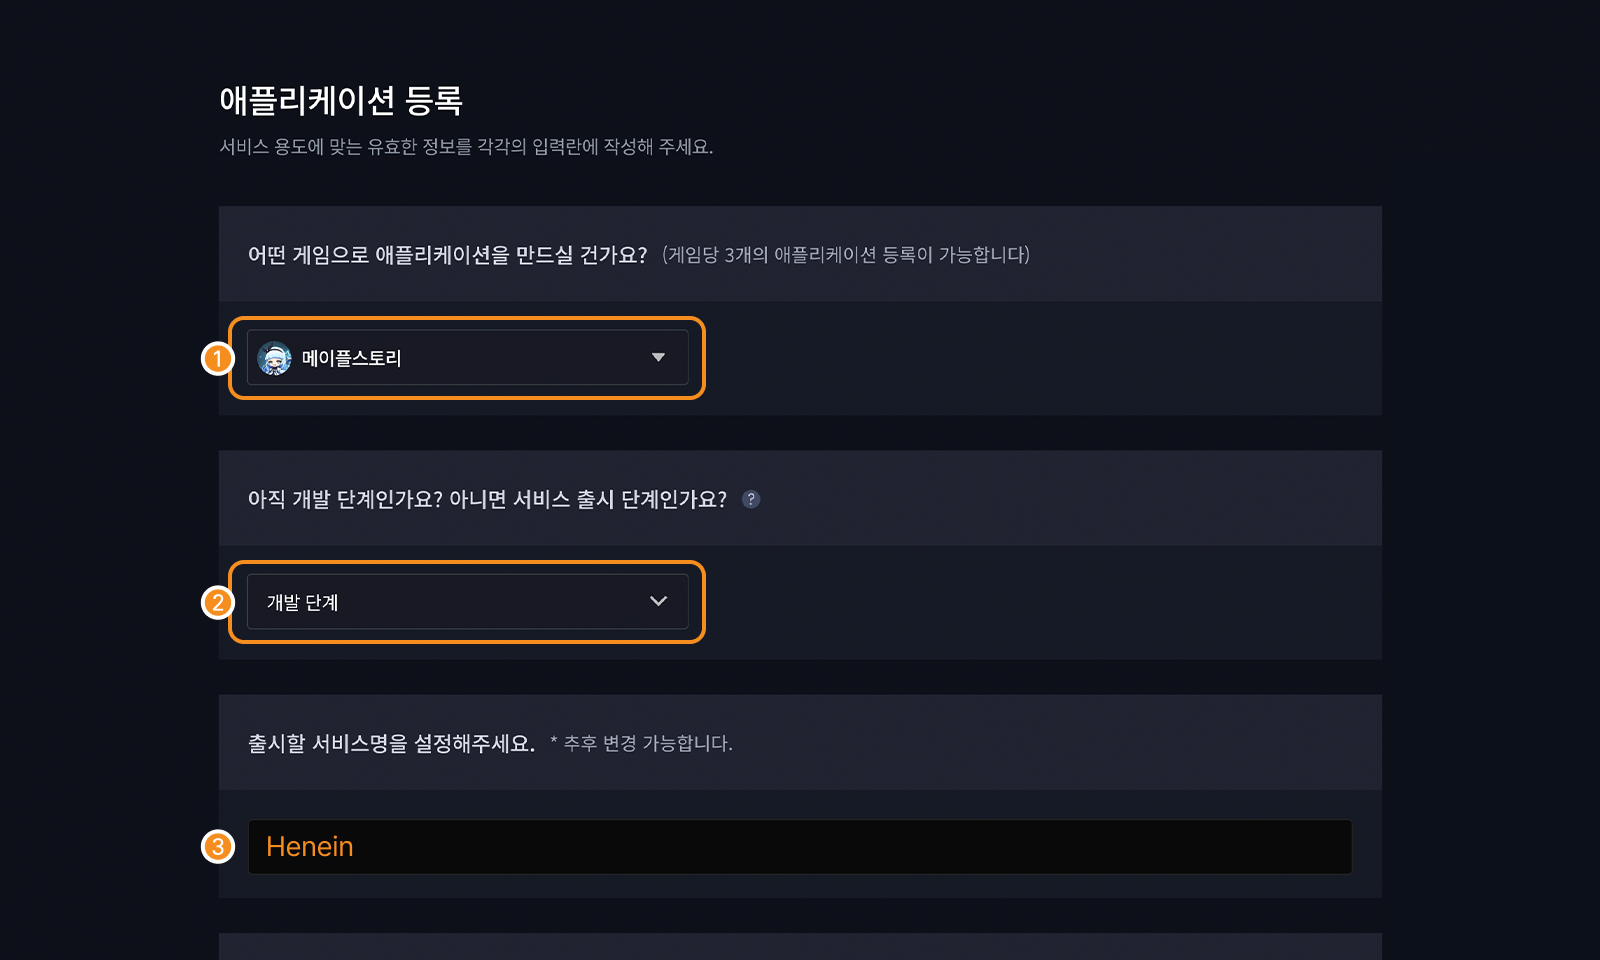 애플리케이션 등록
서비스 용도에 맞는 유효한 정보를 각각의 입력란에 작성해 주세요.
어떤 게임으로 애플리케이션을 만드실 건가요? (게임당 3개의 애플리케이션 등록이 가능합니다)
1 메이플스토리
아직 개발 단계인가요? 아니면 서비스 출시 단계인가요? ?
2 개발 단계
출시할 서비스명을 설정해주세요. * 추후 변경 가능합니다.
3 Henein